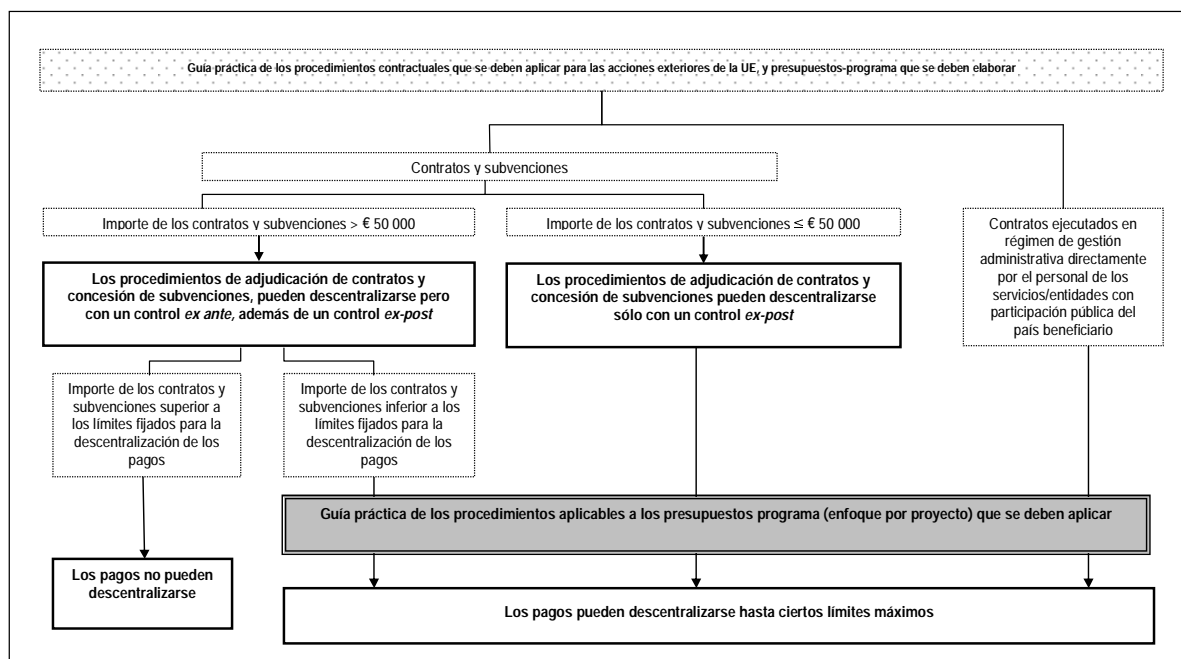 Guía práctica de los procedimientos contractuales que se deben aplicar para las acciones exteriores de la UE, y presupuestos-programa que se deben elaborar
Contratos y subvenciones
Importe de los contratos y subvenciones > € 50 000
Importe de los contratos y subvenciones ≤ € 50 000
Contratos ejecutados en
régimen de gestión
administrativa directamente
por el personal de los
servicios/entidades con
participación pública del
país beneficiario
Los procedimientos de adjudicación de contratos y
concesión de subvenciones, pueden descentralizarse pero
con un control ex ante, además de un control ex-post
Los procedimientos de adjudicación de contratos y
concesión de subvenciones pueden descentralizarse
sólo con un control ex-post
Importe de los contratos y
subvenciones superior a
los límites fijados para la
descentralización de los
pagos
Importe de los contratos y
subvenciones inferior a los
límites fijados para la
descentralización de los
pagos
Guía práctica de los procedimientos aplicables a los presupuestos programa (enfoque por proyecto) que se deben aplicar
Los pagos no pueden
descentralizarse
Los pagos pueden descentralizarse hasta ciertos límites máximos